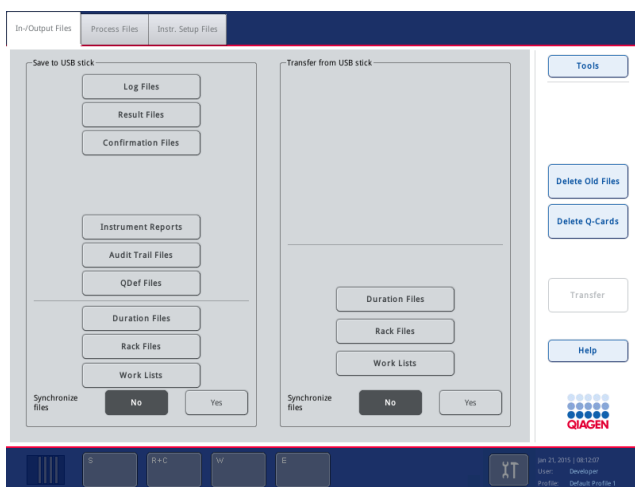 In-/Output Files
Process Files
Instr. Setup Files
Save to USB stick
Log Files
Result Files
Confirmation Files
Instrument Reports
Audit Trail Files
QDef Files
Duration Files
Rack Files
Work Lists
Synchronize
files
No
Yes
Transfer from USB stick
Duration Files
Rack Files
Work Lists
Synchronize
files
No
Yes
Tools
Delete Old Files
Delete Q-Cards
Transfer
Help
QIAGEN
S
R+C
W
E
Jan 21, 2015 | 08:12:07
User: Developer
Profile: Default Profile 1